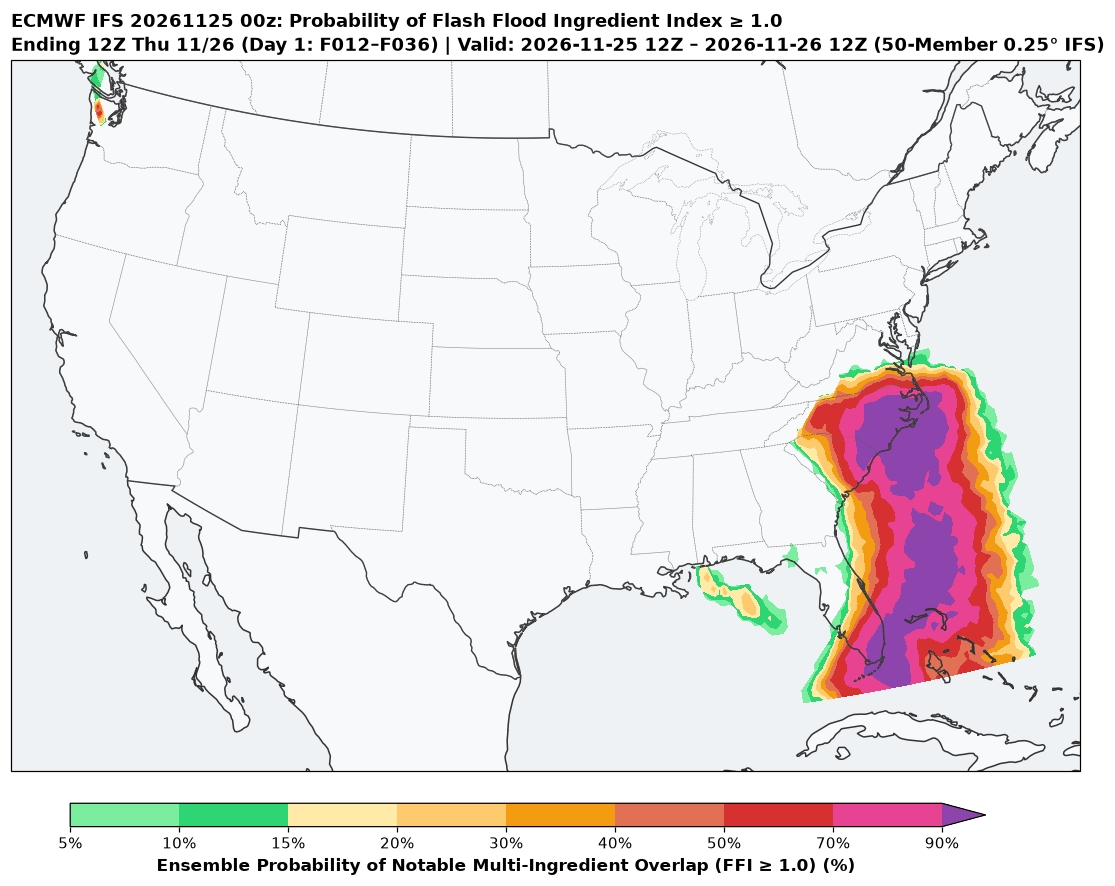 ECMWF IFS 20261125 00z: Probability of Flash Flood Ingredient Index ≥ 1.0
Ending 12Z Thu 11/26 (Day 1: F012–F036) | Valid: 2026-11-25 12Z – 2026-11-26 12Z (50-Member 0.25° IFS)
5% 10% 15% 20% 30% 40% 50% 70% 90%
Ensemble Probability of Notable Multi-Ingredient Overlap (FFI ≥ 1.0) (%)